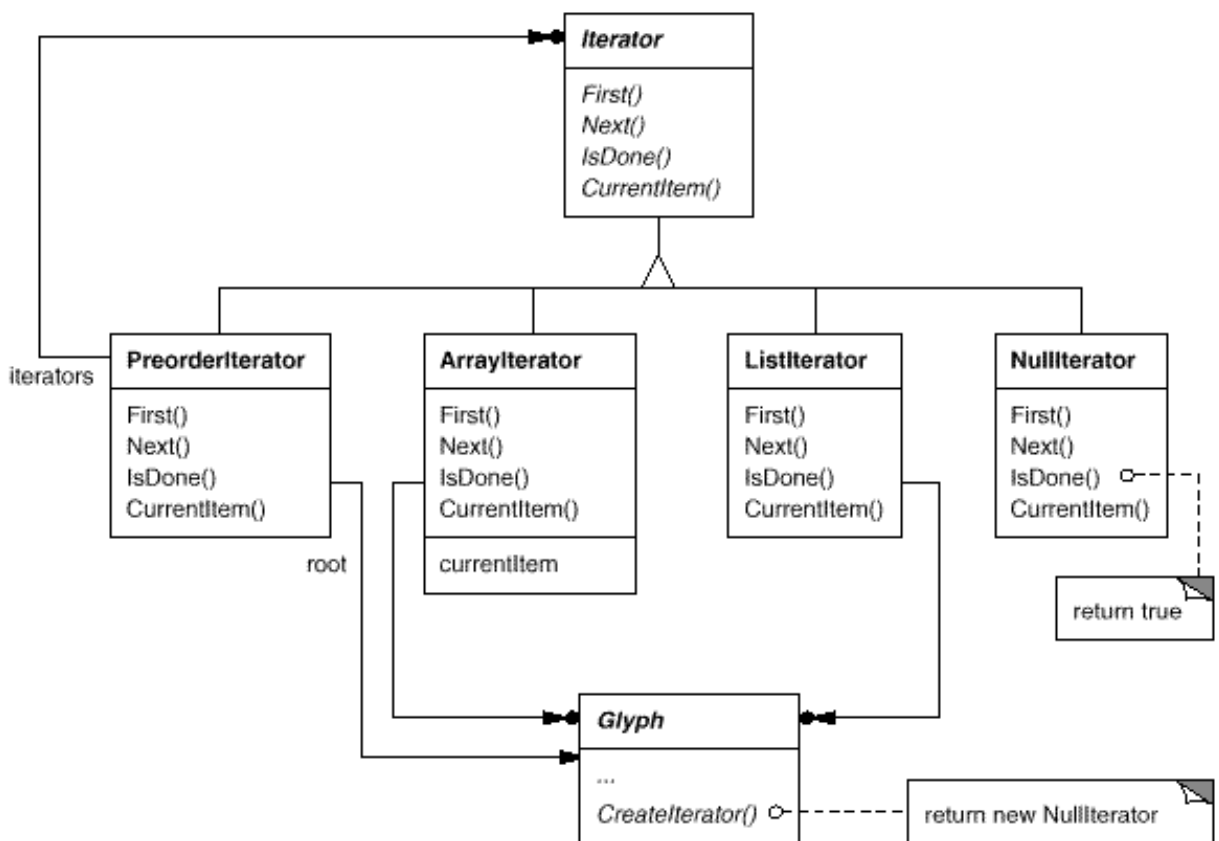 Iterator
First()
Next()
IsDone()
CurrentItem()
iterators
PreorderIterator
First()
Next()
IsDone()
CurrentItem()
root
ArrayIterator
First()
Next()
IsDone()
CurrentItem()
currentItem
ListIterator
First()
Next()
IsDone()
CurrentItem()
NullIterator
First()
Next()
IsDone()
CurrentItem()
return true
Glyph
...
CreateIterator()
return new NullIterator